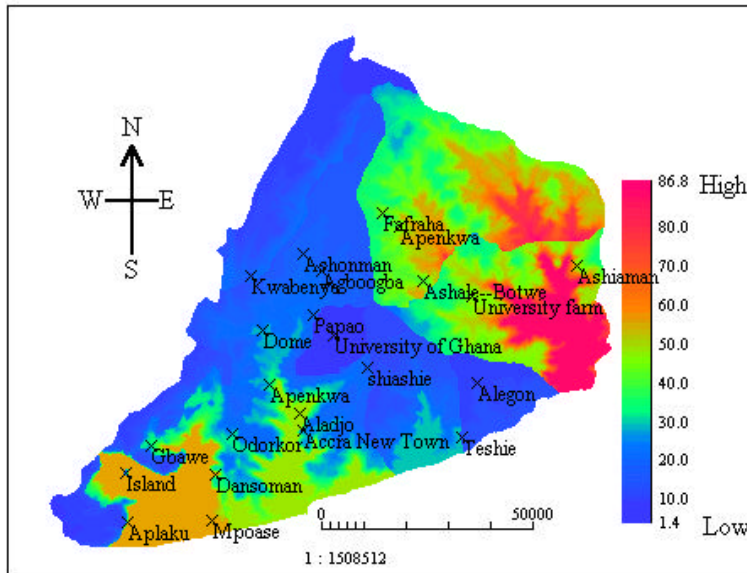 N
W E
S
86.8 High
80.0
70.0
60.0
50.0
40.0
30.0
20.0
10.0
1.4 Low
Fafraha
Apenkwa
Ashonman
Agboogba
Kwabenya
Ashale--Botwe
Ashiaman
University farm
Papao
Dome
University of Ghana
shiashie
Apenkwa
Alegon
Aladjo
Accra New Town
Odorkor
Teshie
Gbawe
Island
Dansoman
Aplaku
Mpoase
0 50000
1 : 1508512